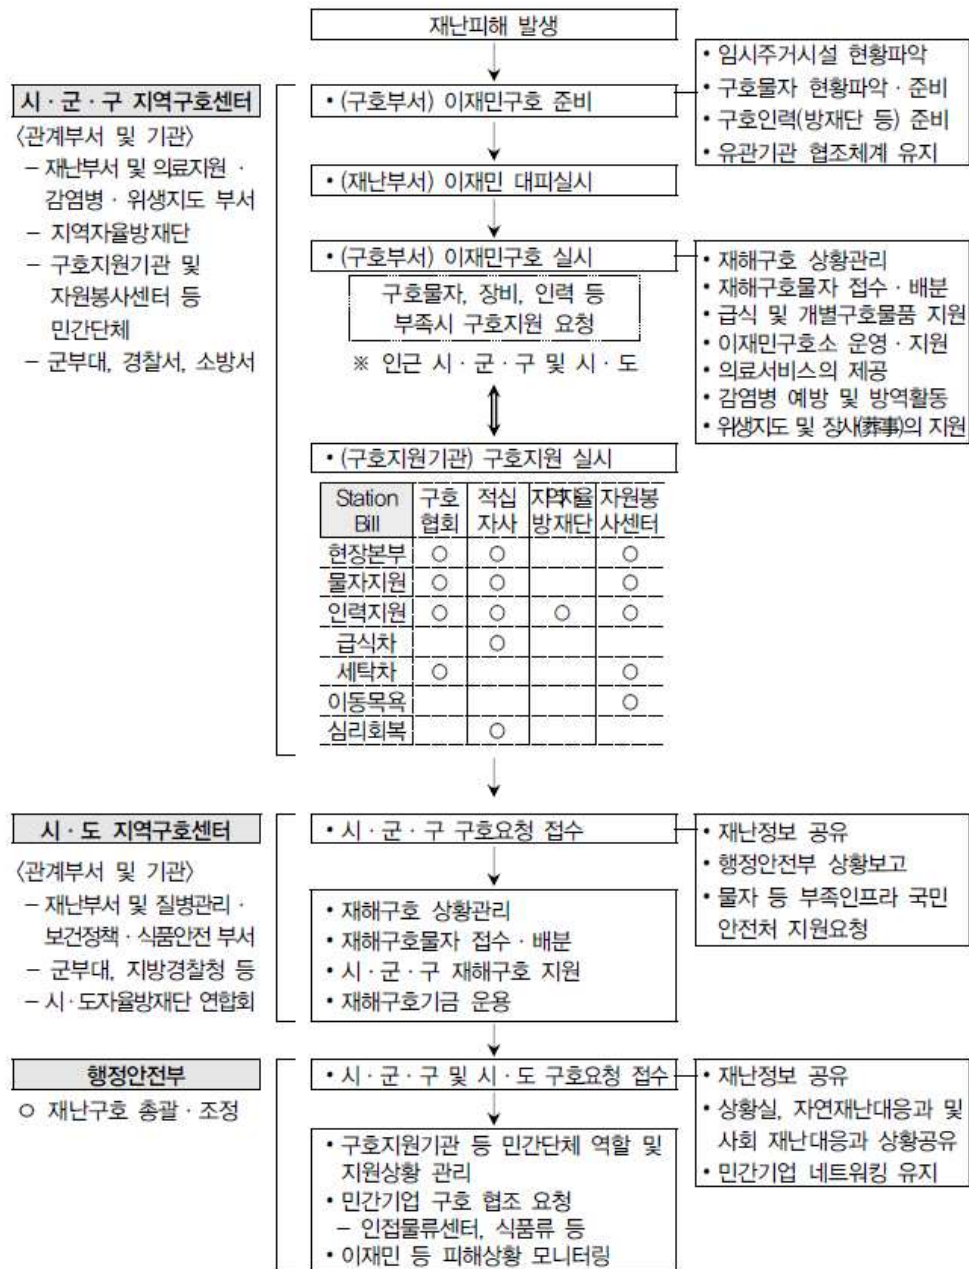 재난피해 발생
• 임시주거시설 현황파악
• 구호물자 현황파악 · 준비
• 구호인력(방재단 등) 준비
• 유관기관 협조체계 유지
시 · 군 · 구 지역구호센터
〈관계부서 및 기관〉
– 재난부서 및 의료지원 ·
감염병 · 위생지도 부서
– 지역자율방재단
– 구호지원기관 및
자원봉사센터 등
민간단체
– 군부대, 경찰서, 소방서
• (구호부서) 이재민구호 준비
• (재난부서) 이재민 대피실시
• (구호부서) 이재민구호 실시
구호물자, 장비, 인력 등
부족시 구호지원 요청
※ 인근 시 · 군 · 구 및 시 · 도
• 재해구호 상황관리
• 재해구호물자 접수 · 배분
• 급식 및 개별구호물품 지원
• 이재민구호소 운영 · 지원
• 의료서비스의 제공
• 감염병 예방 및 방역활동
• 위생지도 및 장사(葬事)의 지원
• (구호지원기관) 구호지원 실시
Station Bill 구호협회 적십자사 지역자율방재단 자원봉사센터
현장본부 ○ ○ ○
물자지원 ○ ○ ○
인력지원 ○ ○ ○ ○
급식차 ○
세탁차 ○ ○
이동목욕 ○
심리회복 ○
시 · 도 지역구호센터
〈관계부서 및 기관〉
– 재난부서 및 질병관리 ·
보건정책 · 식품안전 부서
– 군부대, 지방경찰청 등
– 시 · 도자율방재단 연합회
• 시 · 군 · 구 구호요청 접수
• 재난정보 공유
• 행정안전부 상황보고
• 물자 등 부족인프라 국민
안전처 지원요청
• 재해구호 상황관리
• 재해구호물자 접수 · 배분
• 시 · 군 · 구 재해구호 지원
• 재해구호기금 운용
행정안전부
○ 재난구호 총괄 · 조정
• 시 · 군 · 구 및 시 · 도 구호요청 접수
• 재난정보 공유
• 상황실, 자연재난대응과 및
사회 재난대응과 상황공유
• 민간기업 네트워킹 유지
• 구호지원기관 등 민간단체 역할 및
지원상황 관리
• 민간기업 구호 협조 요청
– 인접물류센터, 식품류 등
• 이재민 등 피해상황 모니터링